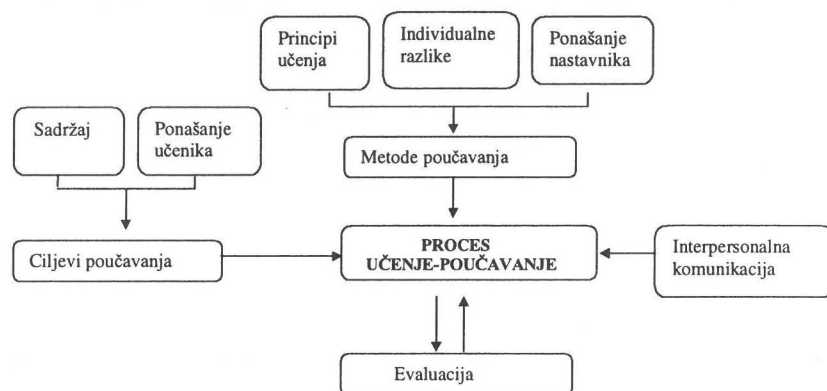 Principi
učenja
Individualne
razlike
Ponašanje
nastavnika
Sadržaj
Ponašanje
učenika
Metode poučavanja
Ciljevi poučavanja
PROCES
UČENJE-POUČAVANJE
Interpersonalna
komunikacija
Evaluacija